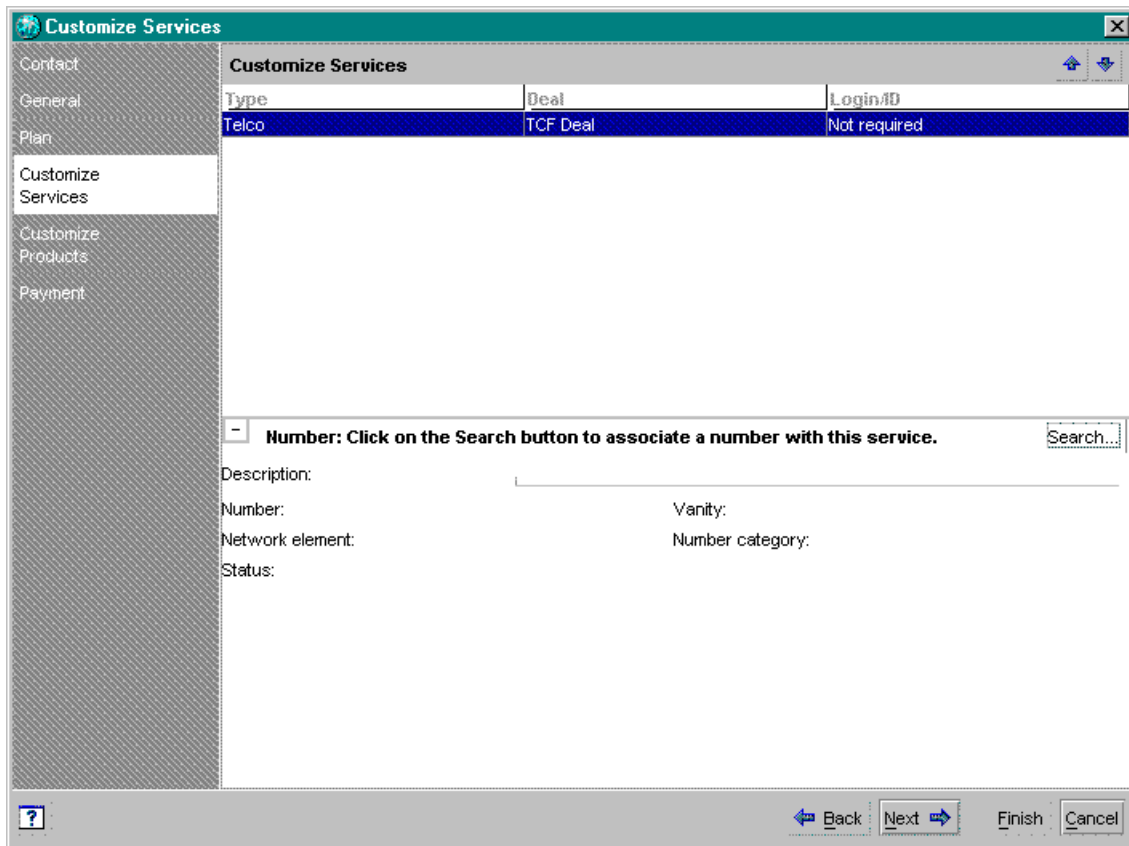 Customize Services
Contact
General
Plan
Customize
Services
Customize
Products
Payment
Customize Services
Type Deal Login/ID
Telco TCF Deal Not required
- Number: Click on the Search button to associate a number with this service. Search...
Description:
Number: Vanity:
Network element: Number category:
Status:
? Back Next Finish Cancel